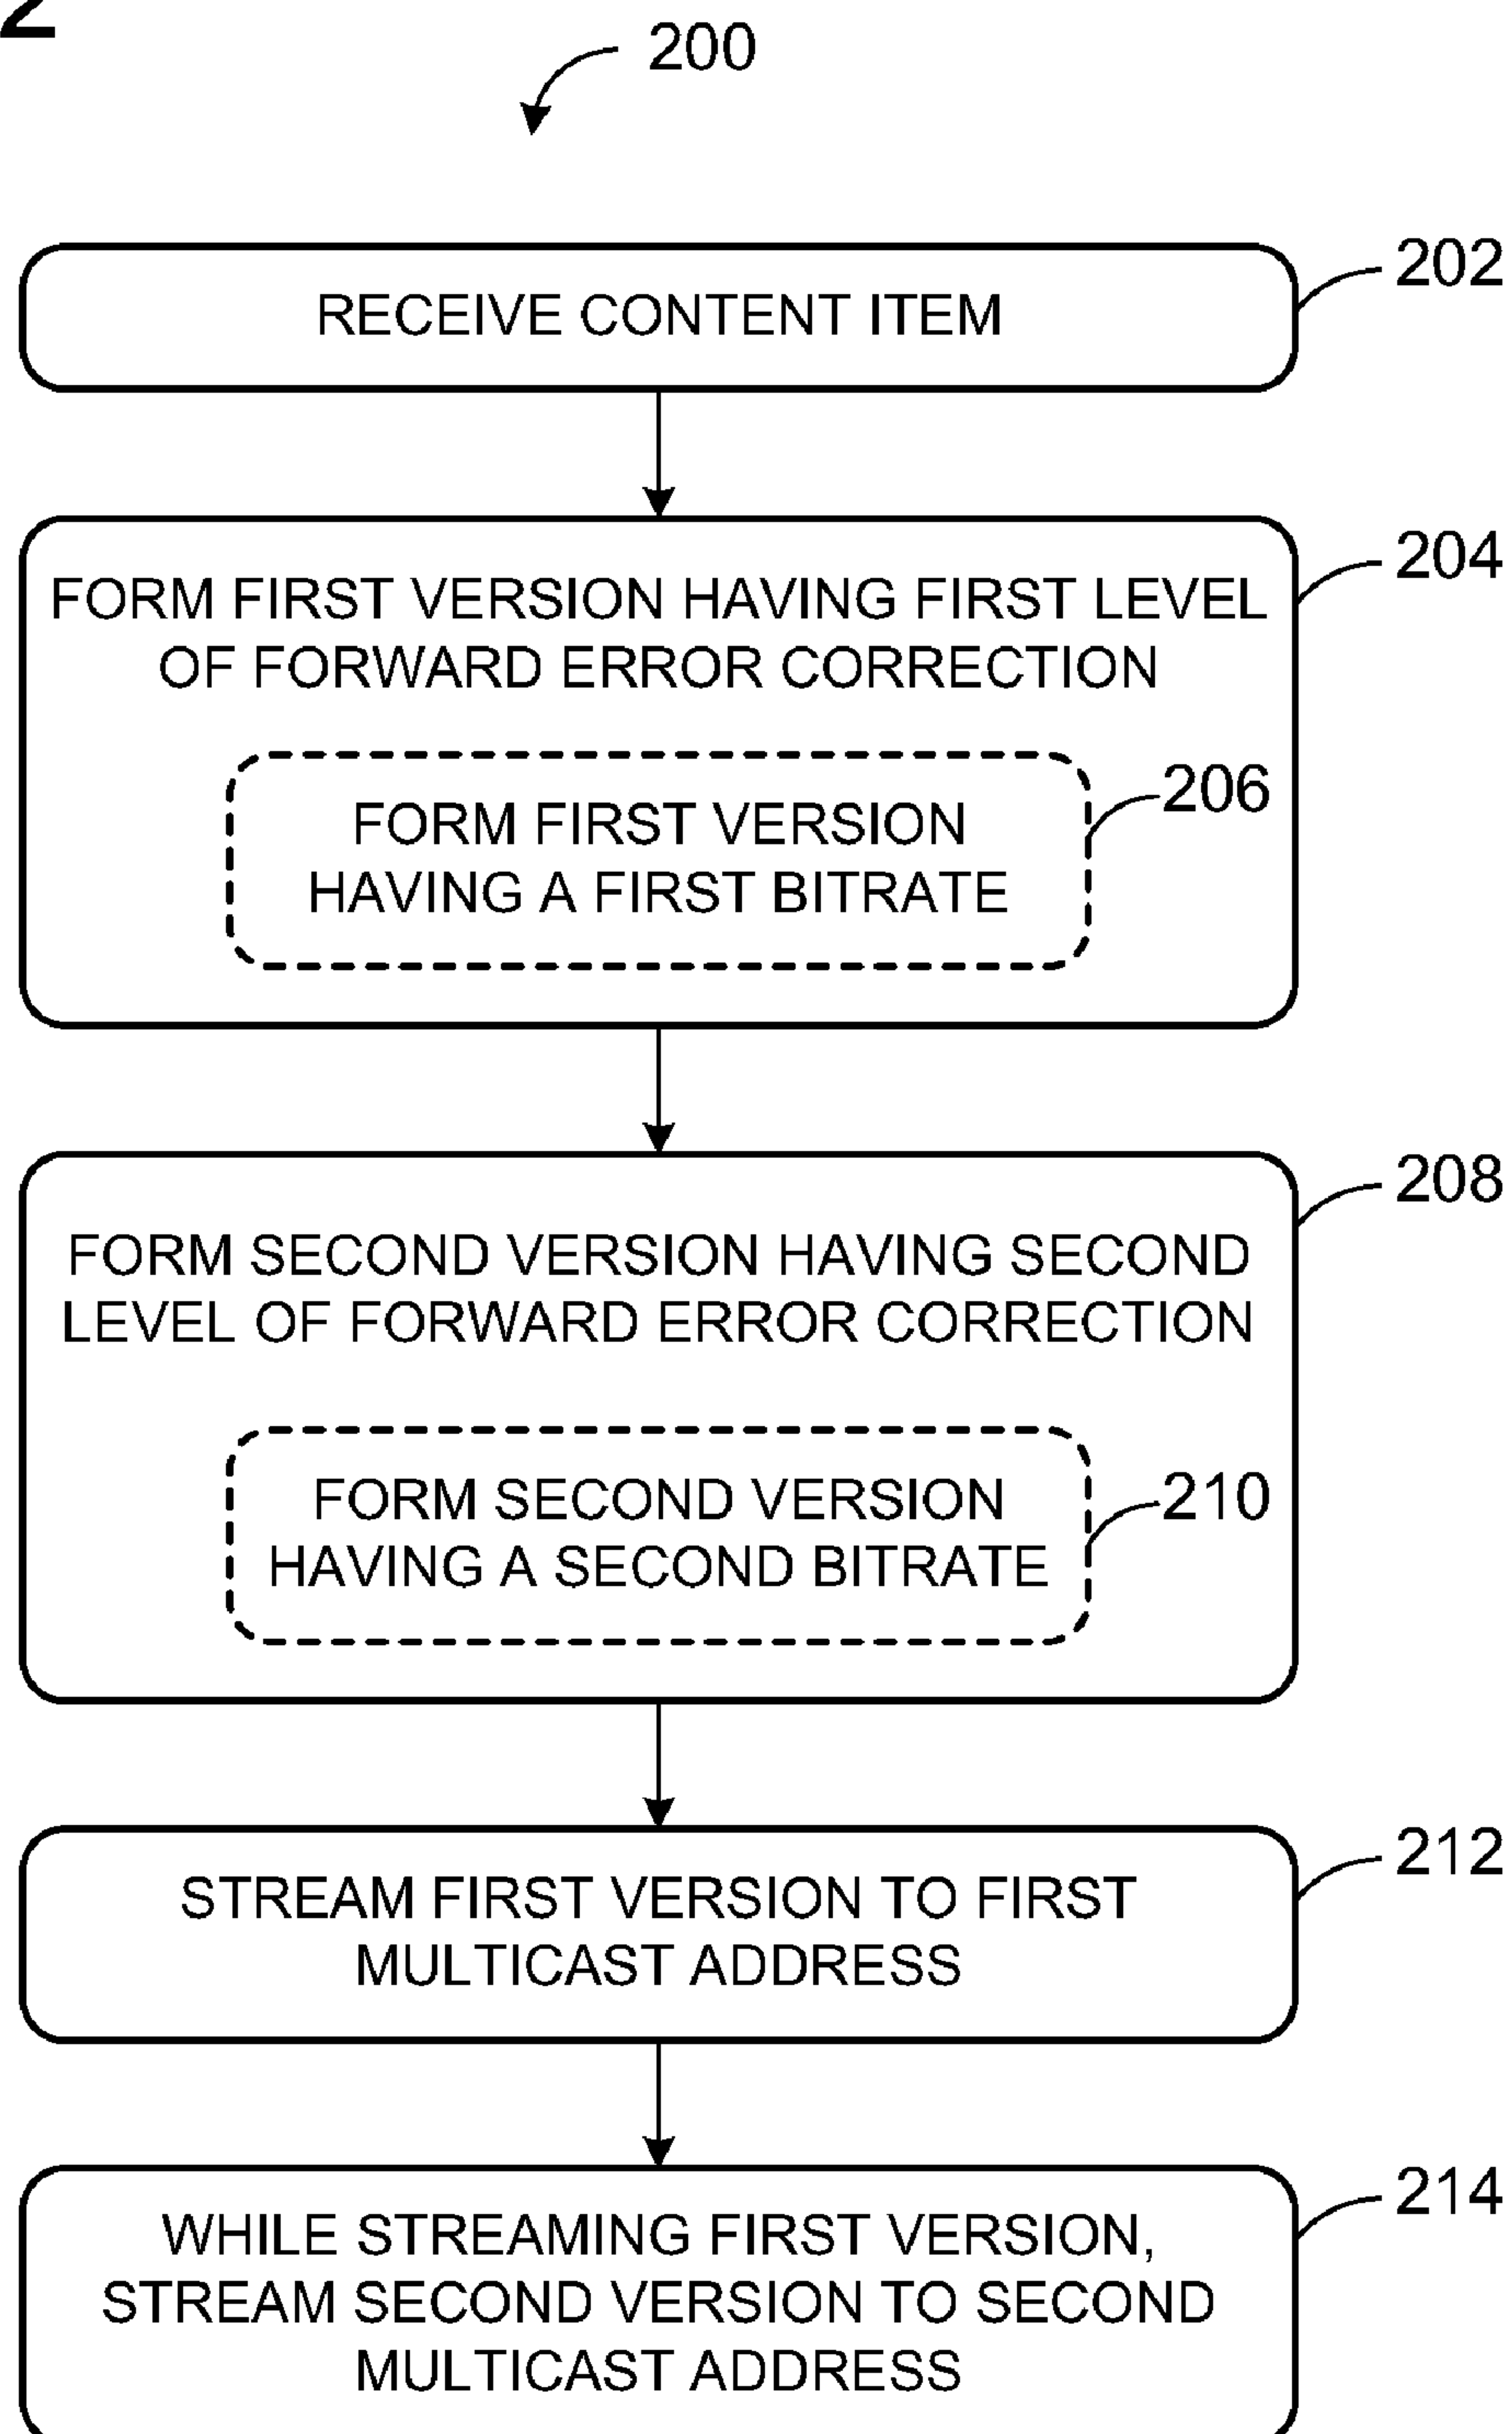 2
200
RECEIVE CONTENT ITEM
202
FORM FIRST VERSION HAVING FIRST LEVEL
OF FORWARD ERROR CORRECTION
204
FORM FIRST VERSION
HAVING A FIRST BITRATE
206
FORM SECOND VERSION HAVING SECOND
LEVEL OF FORWARD ERROR CORRECTION
208
FORM SECOND VERSION
HAVING A SECOND BITRATE
210
STREAM FIRST VERSION TO FIRST
MULTICAST ADDRESS
212
WHILE STREAMING FIRST VERSION,
STREAM SECOND VERSION TO SECOND
MULTICAST ADDRESS
214